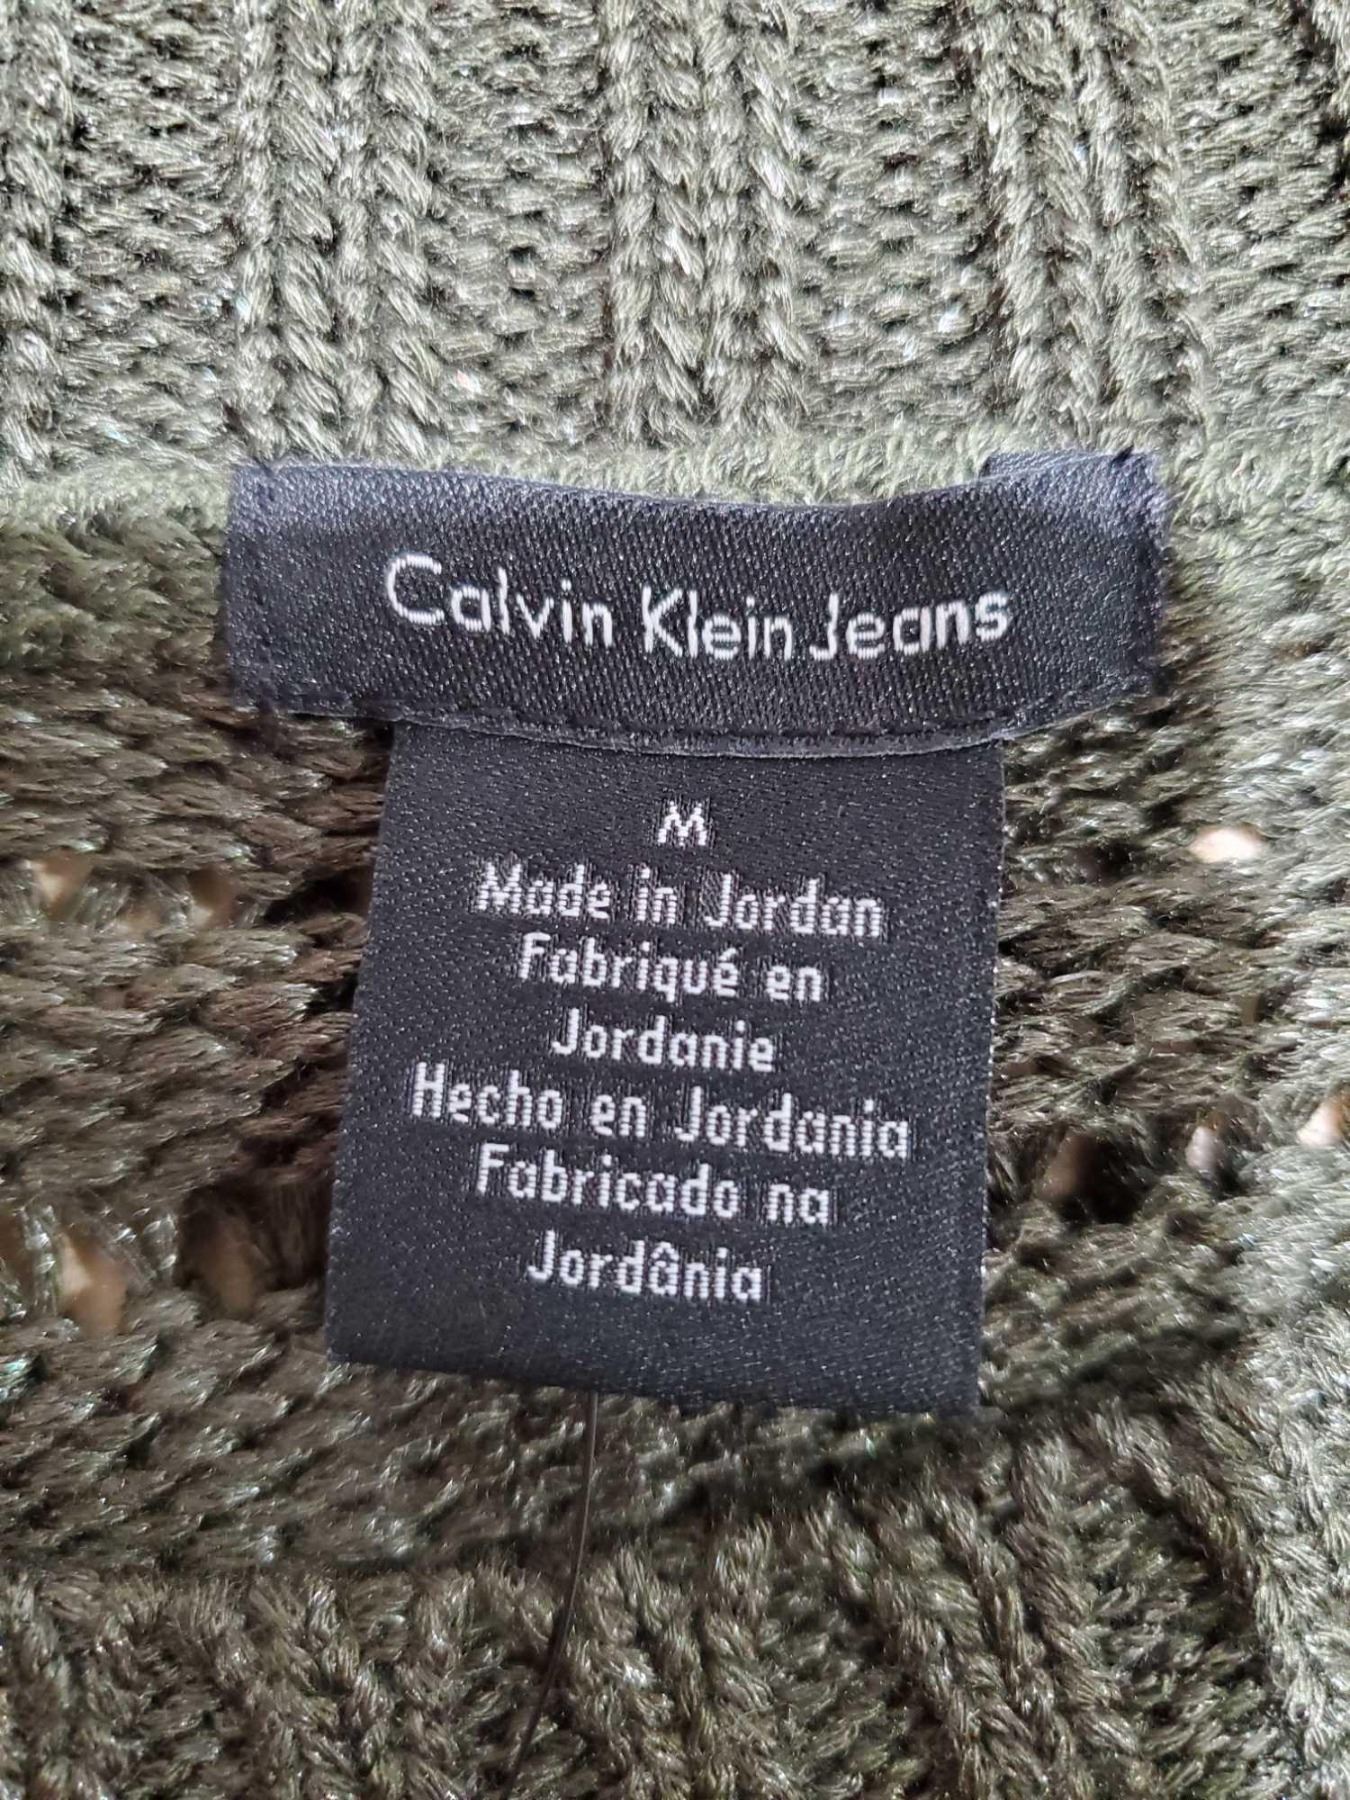 Calvin Klein Jeans
M
Made in Jordan
Fabriqué en
Jordanie
Hecho en Jordania
Fabricado na
Jordânia